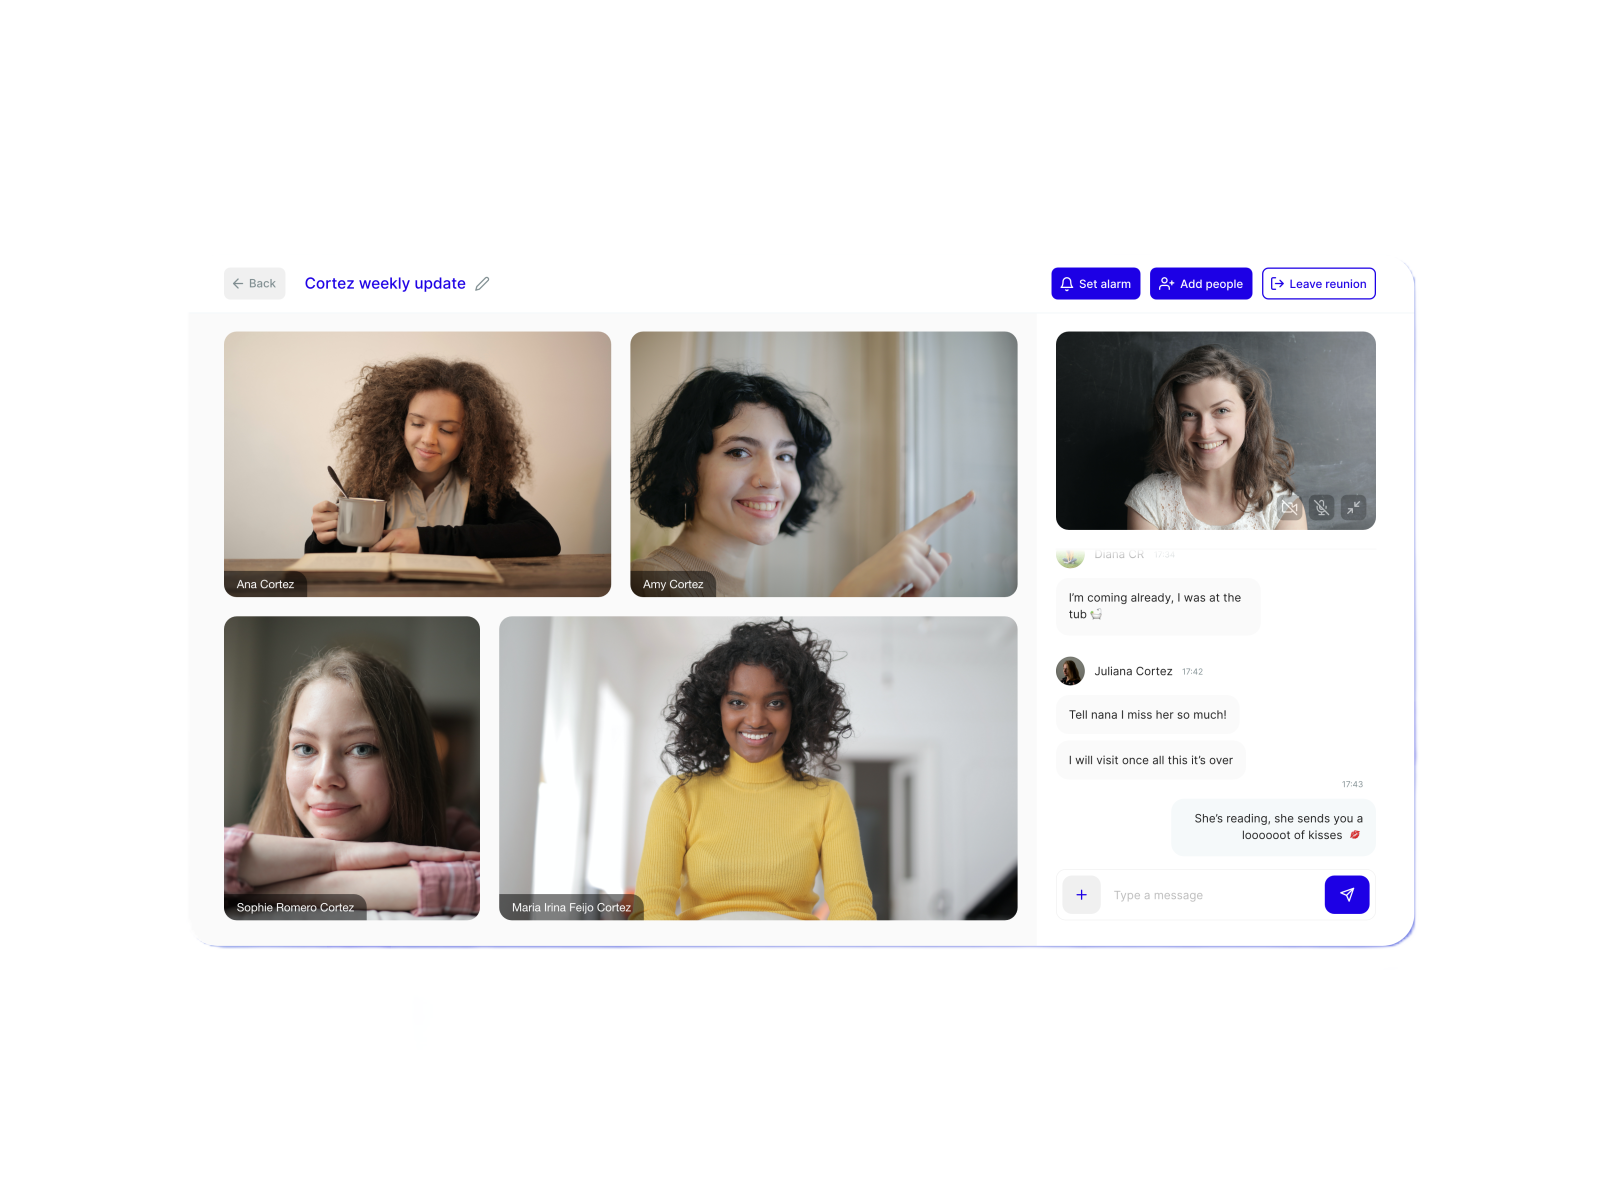 Back
Cortez weekly update
Set alarm
Add people
Leave reunion
Ana Cortez
Amy Cortez
Sophie Romero Cortez
Maria Irina Feijo Cortez
Diana CR 17:34
I'm coming already, I was at the
tub
Juliana Cortez 17:42
Tell nana I miss her so much!
I will visit once all this it's over
17:43
She's reading, she sends you a
loooooot of kisses
Type a message